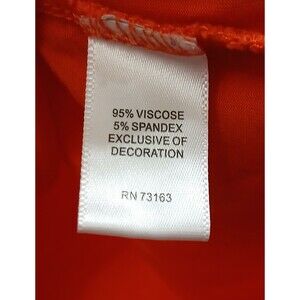 95% VISCOSE
5% SPANDEX
EXCLUSIVE OF
DECORATION
RN 73163